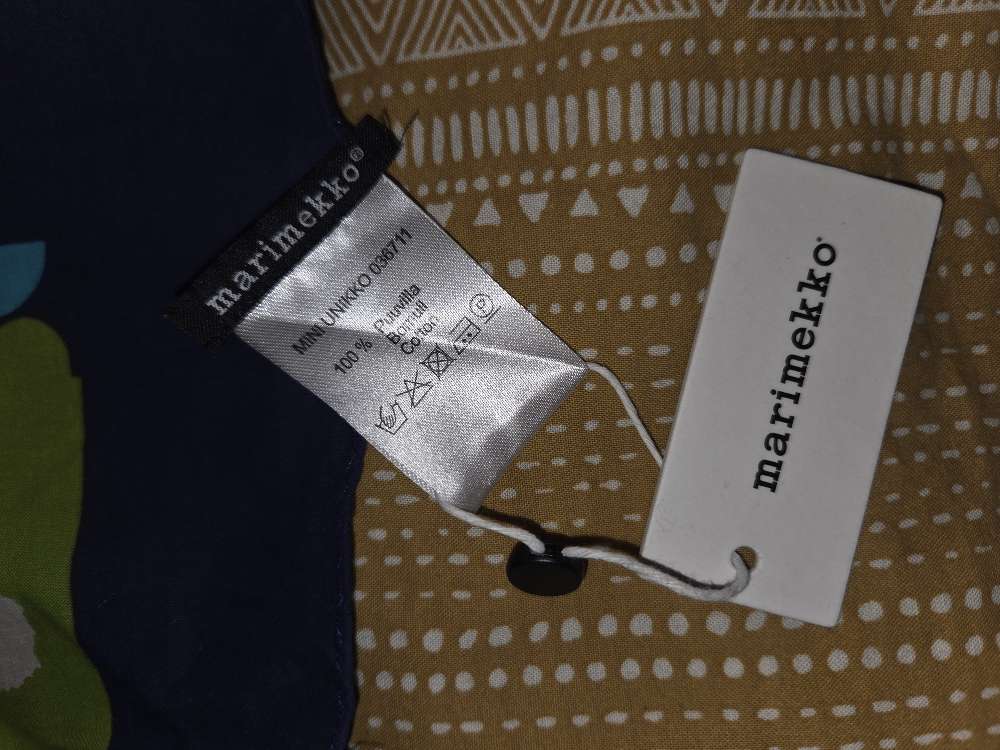 marimekko®
MINI UNIKKO 036711
100 % Puuvilla
Bomull
Cotton
marimekko®